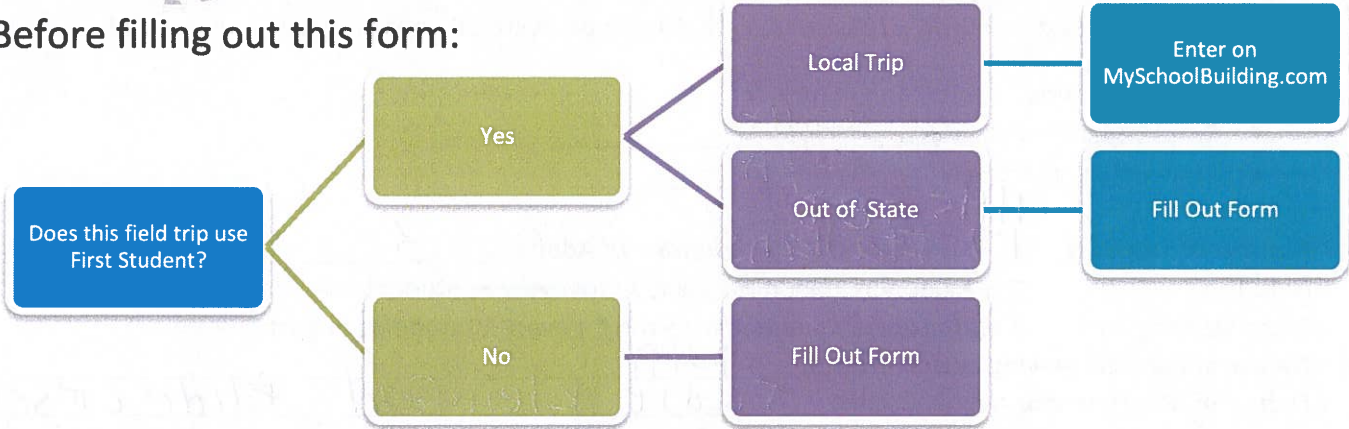 Before filling out this form:
Does this field trip use
First Student?
Yes
Local Trip
Enter on
MySchoolBuilding.com
Out of State
Fill Out Form
No
Fill Out Form